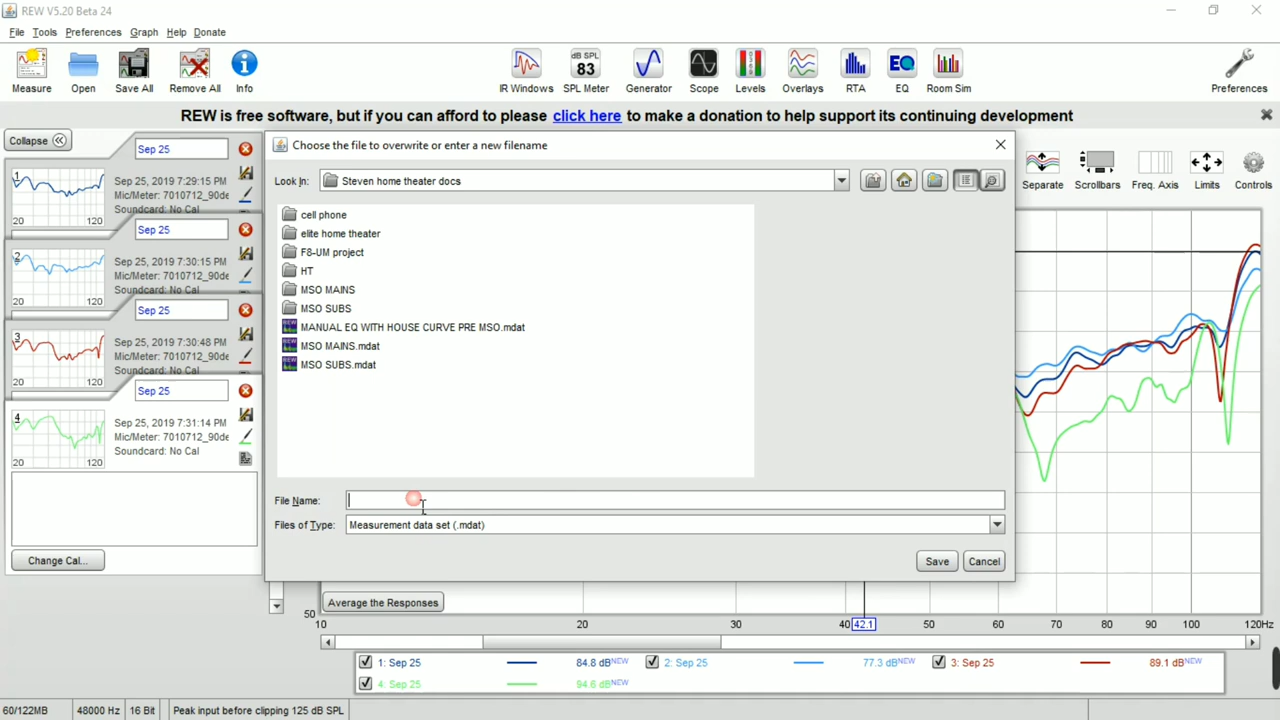 REW V5.20 Beta 24
File Tools Preferences Graph Help Donate
Measure Open Save All Remove All Info IR Windows dB SPL 83 SPL Meter Generator Scope Levels Overlays RTA EQ EQ Room Sim Preferences
REW is free software, but if you can afford to please click here to make a donation to help support its continuing development
Collapse
Sep 25
1
Sep 25, 2019 7:29:15 PM
Mic/Meter: 7010712_90de
Soundcard: No Cal
20 120
Sep 25
2
Sep 25, 2019 7:30:15 PM
Mic/Meter: 7010712_90de
Soundcard: No Cal
20 120
Sep 25
3
Sep 25, 2019 7:30:48 PM
Mic/Meter: 7010712_90de
Soundcard: No Cal
20 120
Sep 25
4
Sep 25, 2019 7:31:14 PM
Mic/Meter: 7010712_90de
Soundcard: No Cal
20 120
Change Cal...
Choose the file to overwrite or enter a new filename
Look In: Steven home theater docs
cell phone
elite home theater
F8-UM project
HT
MSO MAINS
MSO SUBS
MANUAL EQ WITH HOUSE CURVE PRE MSO.mdat
MSO MAINS.mdat
MSO SUBS.mdat
File Name:
Files of Type: Measurement data set (.mdat)
Save Cancel
Separate Scrollbars Freq. Axis Limits Controls
Average the Responses
50
10 20 30 40 42.1 50 60 70 80 90 100 120Hz
1: Sep 25 84.8 dBNEW 2: Sep 25 77.3 dBNEW 3: Sep 25 89.1 dBNEW
4: Sep 25 94.6 dBNEW
60/122MB 48000 Hz 16 Bit Peak input before clipping 125 dB SPL